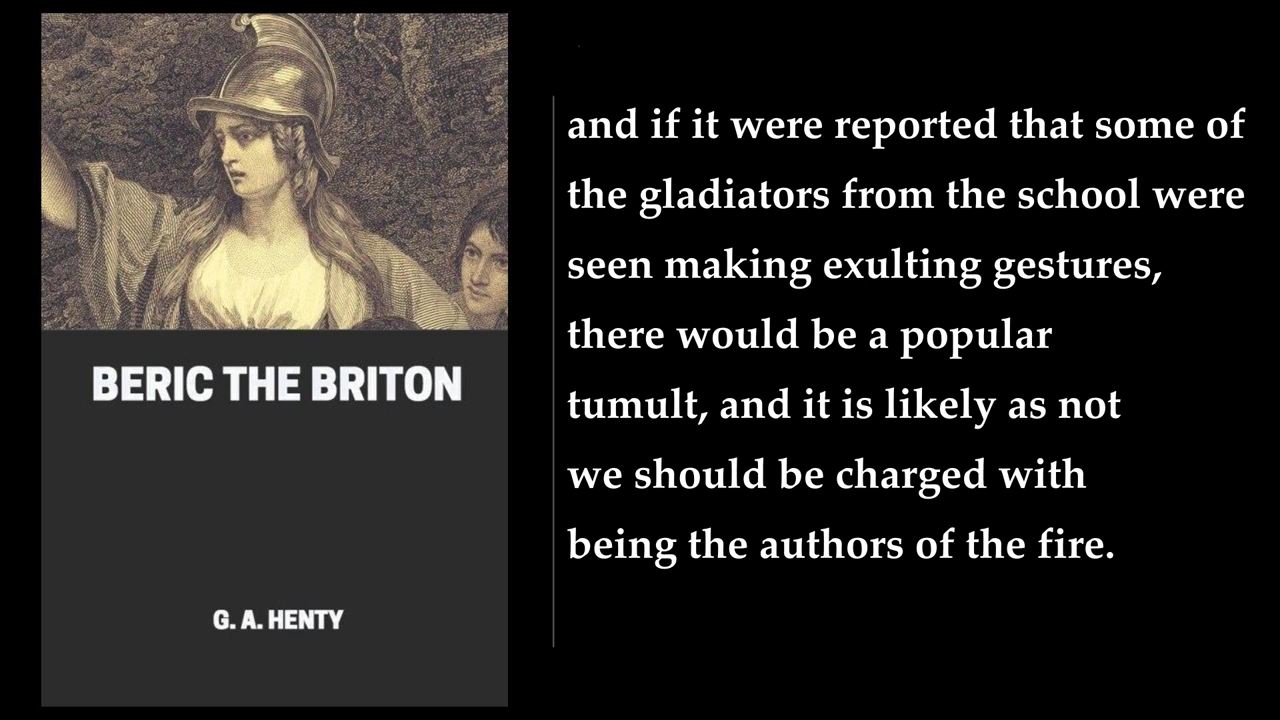 BERIC THE BRITON
G. A. HENTY
and if it were reported that some of
the gladiators from the school were
seen making exulting gestures,
there would be a popular
tumult, and it is likely as not
we should be charged with
being the authors of the fire.